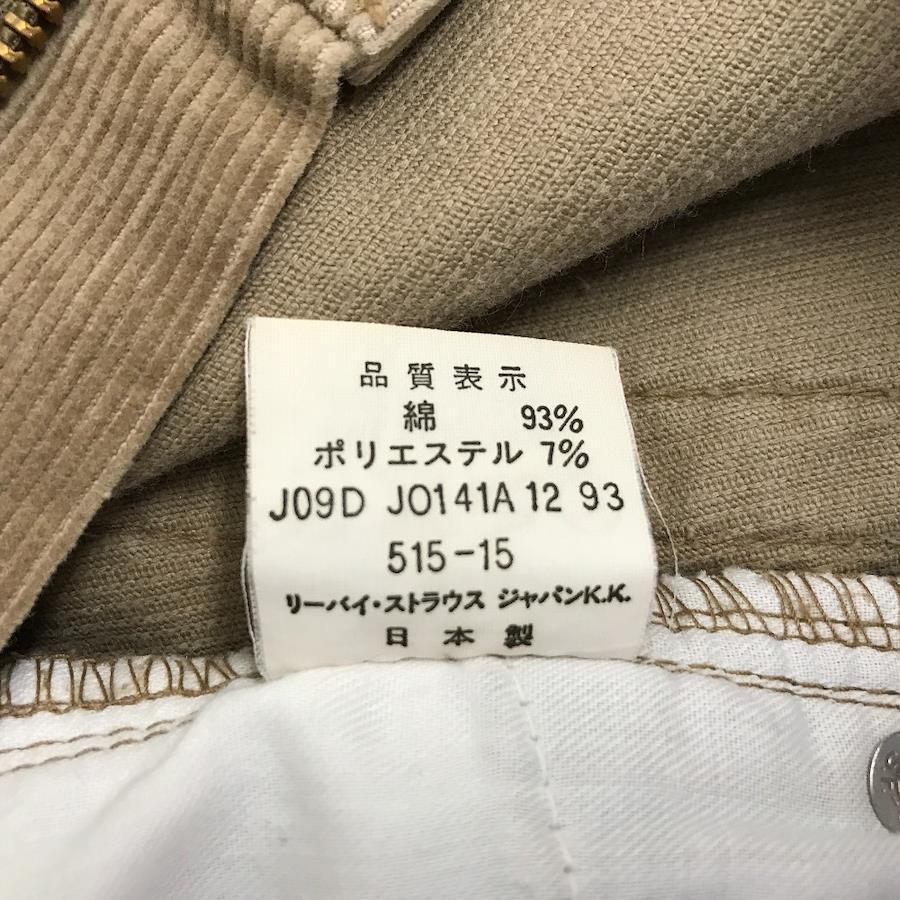 品質表示
綿 93%
ポリエステル 7%
J09D JO141A 12 93
515-15
リーバイ・ストラウス ジャパンK.K.
日本製